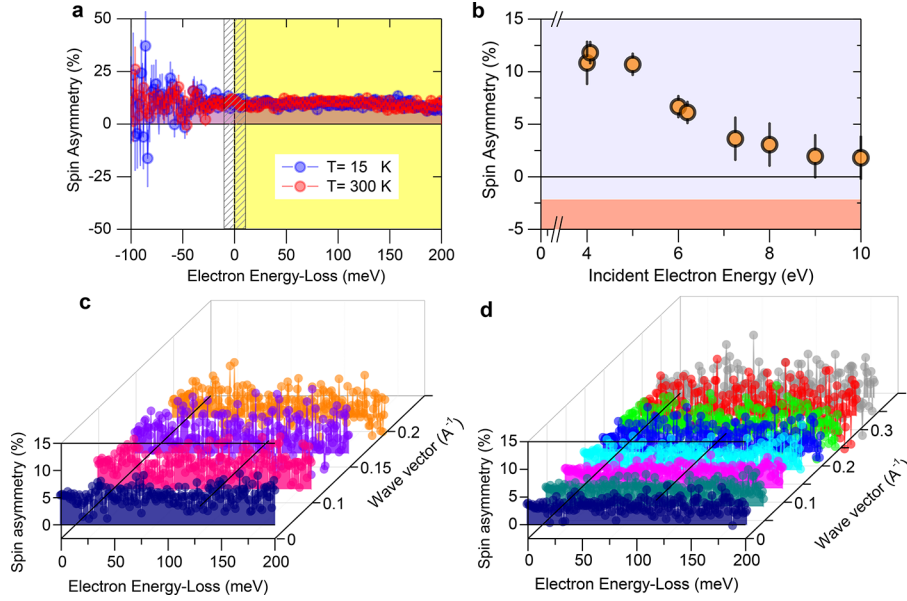 a
50
25
0
-25
-50
Spin Asymmetry (%)
T= 15 K
T= 300 K
-100 -50 0 50 100 150 200
Electron Energy-Loss (meV)
b
15
10
5
0
-5
Spin Asymmetry (%)
0 4 6 8 10
Incident Electron Energy (eV)
c
15
10
5
0
Spin asymmetry (%)
0 50 100 150 200
Electron Energy-Loss (meV)
0
0.1
0.15
0.2
Wave vector (A⁻¹)
d
15
10
5
0
Spin asymmetry (%)
0 50 100 150 200
Electron Energy-Loss (meV)
0
0.1
0.2
0.3
Wave vector (A⁻¹)